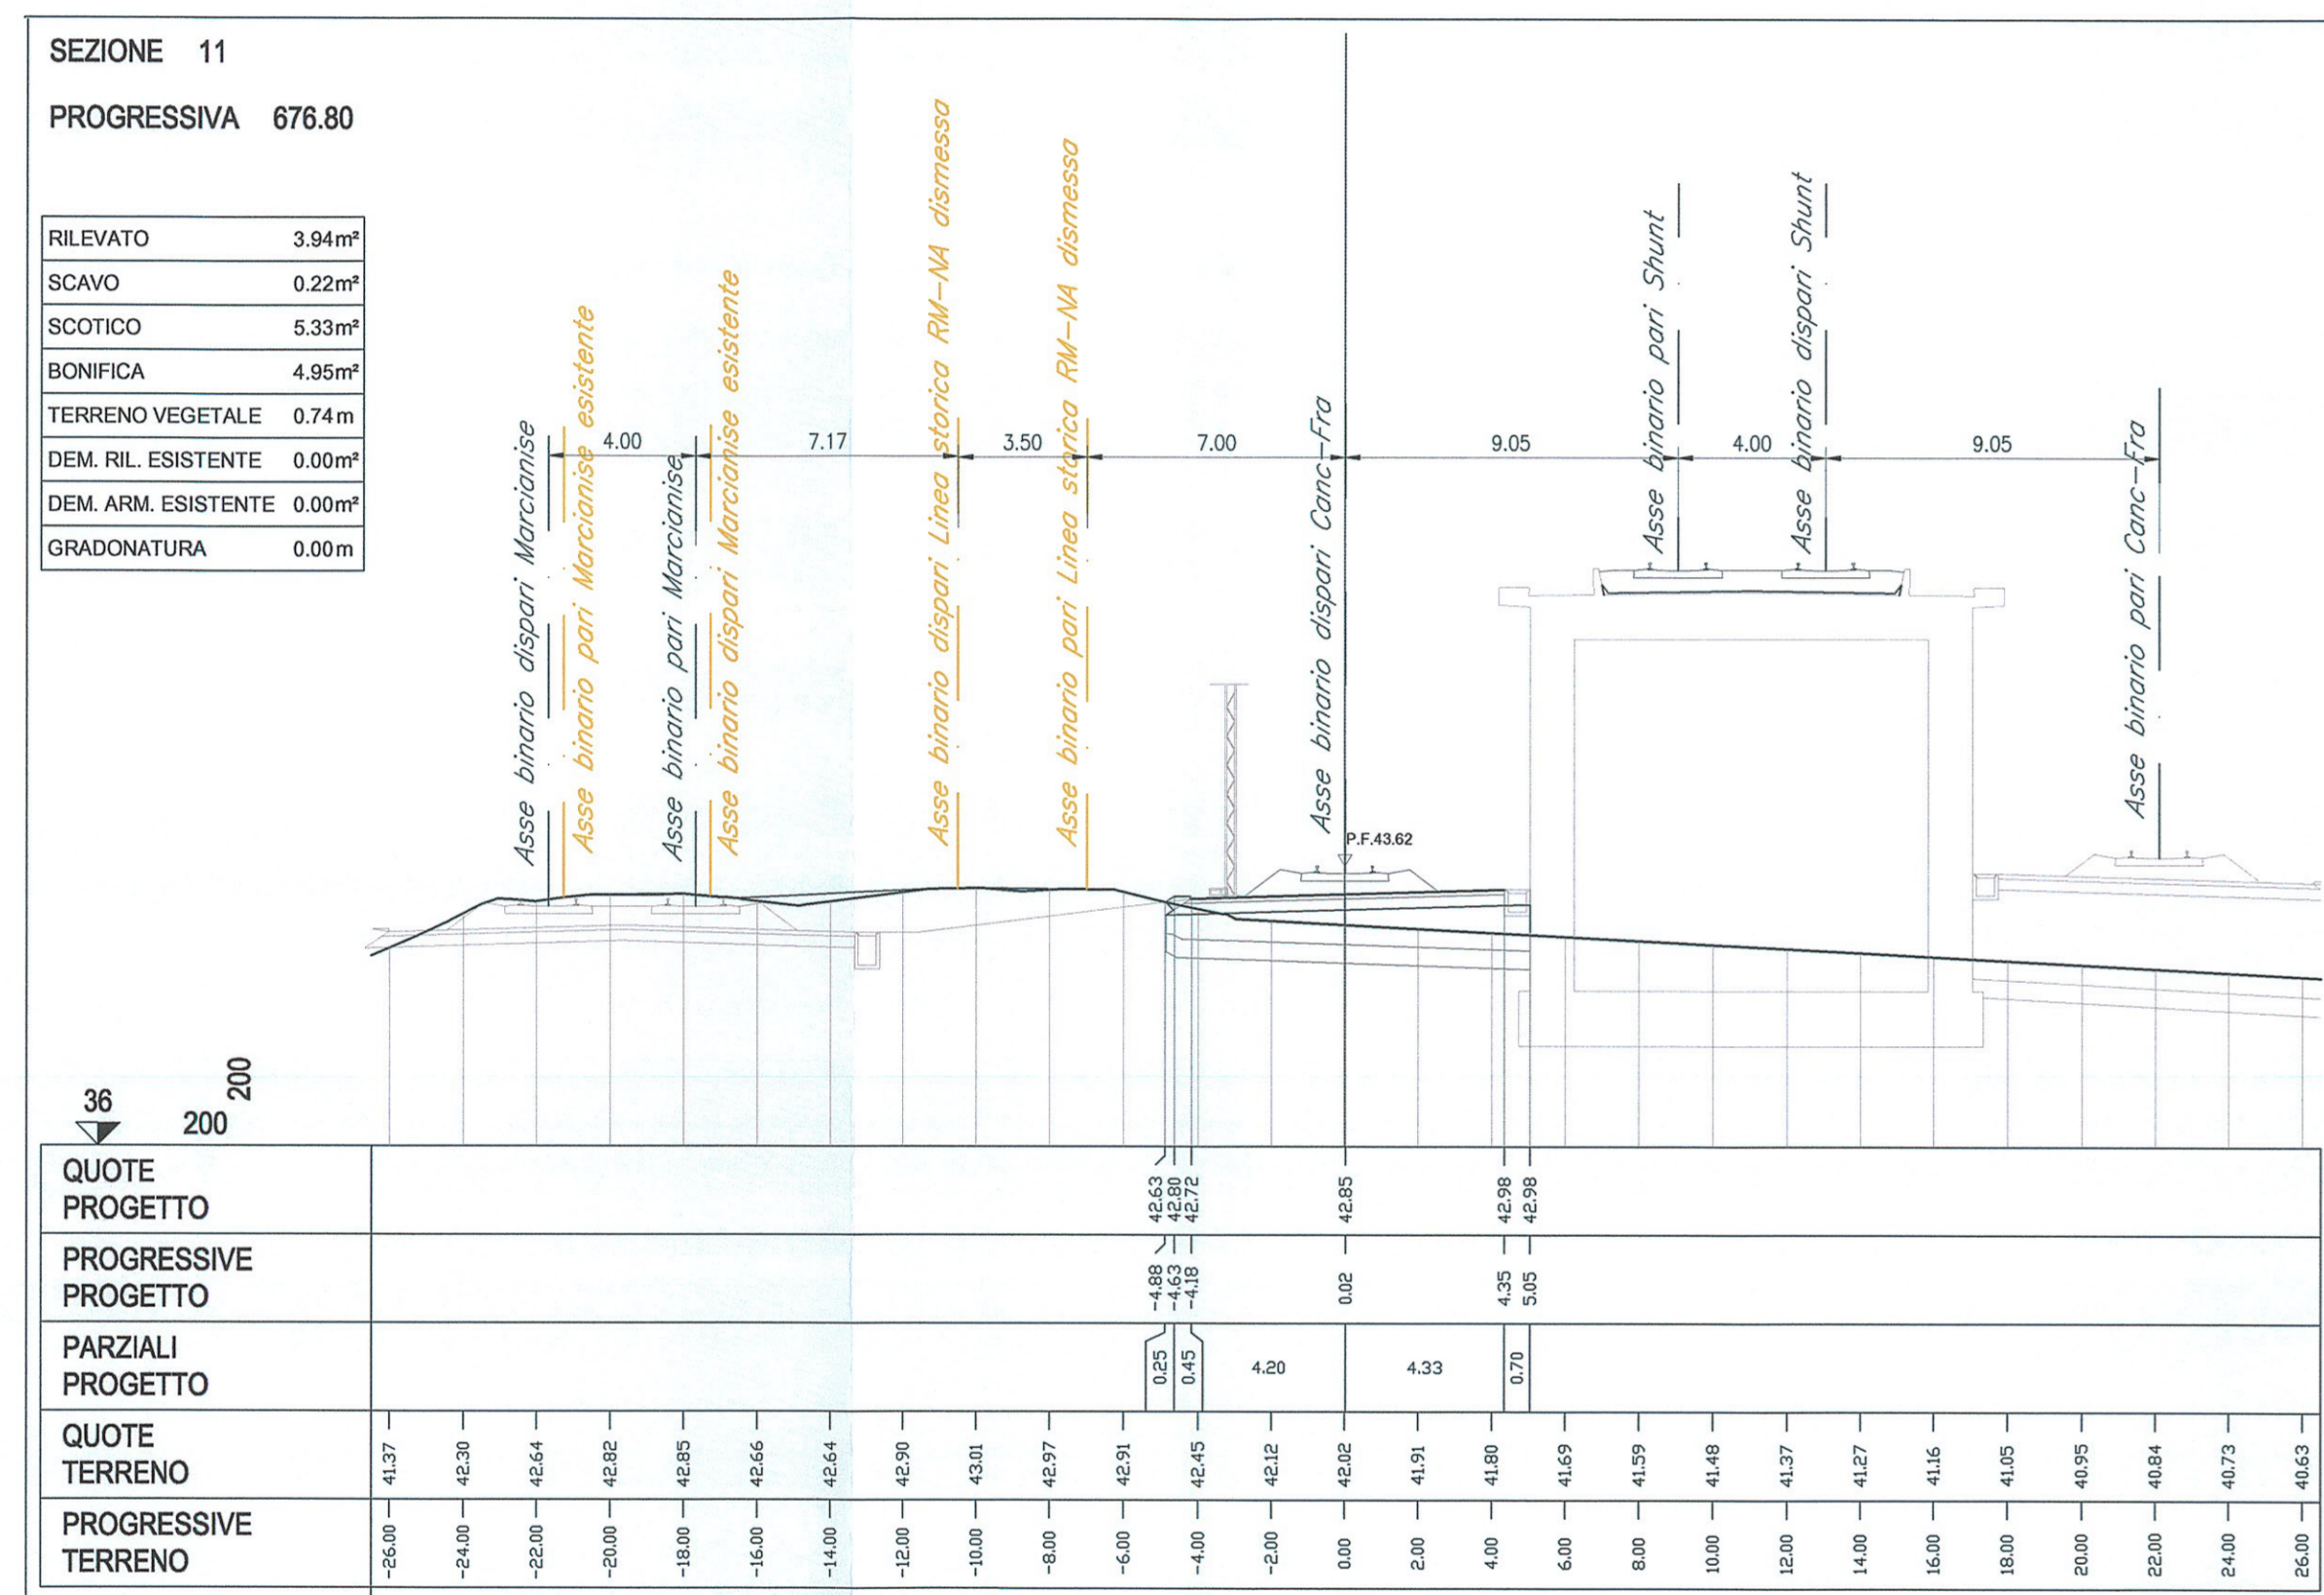 SEZIONE 11
PROGRESSIVA 676.80
RILEVATO 3.94m²
SCAVO 0.22m²
SCOTICO 5.33m²
BONIFICA 4.95m²
TERRENO VEGETALE 0.74m
DEM. RIL. ESISTENTE 0.00m²
DEM. ARM. ESISTENTE 0.00m²
GRADONATURA 0.00m
Asse binario dispari Marcianise
Asse binario pari Marcianise esistente
Asse binario pari Marcianise
Asse binario dispari Marcianise esistente
Asse binario dispari Linea storica RM-NA dismessa
Asse binario pari Linea storica RM-NA dismessa
Asse binario dispari Canc-Fra
Asse binario pari Shunt
Asse binario dispari Shunt
Asse binario pari Canc-Fra
4.00 7.17 3.50 7.00 9.05 4.00 9.05
P.F.43.62
36
200
200
QUOTE
PROGETTO
42.63 42.80 42.72 42.85 42.98 42.98
PROGRESSIVE
PROGETTO
-4.88 -4.63 -4.18 0.02 4.35 5.05
PARZIALI
PROGETTO
0.25 0.45 4.20 4.33 0.70
QUOTE
TERRENO
41.37 42.30 42.64 42.82 42.85 42.66 42.64 42.90 43.01 42.97 42.91 42.45 42.12 42.02 41.91 41.80 41.69 41.59 41.48 41.37 41.27 41.16 41.05 40.95 40.84 40.73 40.63
PROGRESSIVE
TERRENO
-26.00 -24.00 -22.00 -20.00 -18.00 -16.00 -14.00 -12.00 -10.00 -8.00 -6.00 -4.00 -2.00 0.00 2.00 4.00 6.00 8.00 10.00 12.00 14.00 16.00 18.00 20.00 22.00 24.00 26.00